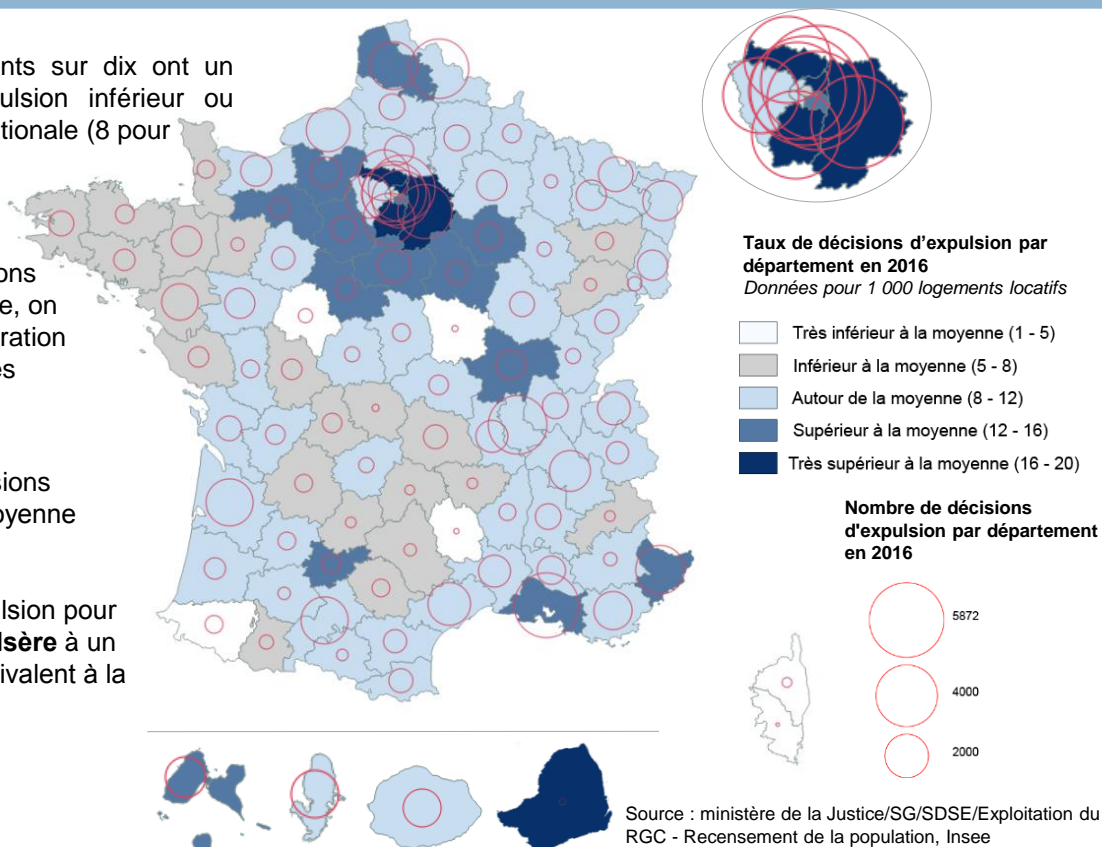 nts sur dix ont un
ulsion inférieur ou
tionale (8 pour
ons
e, on
ration
es
sions
oyenne
ulsion pour
Isère à un
ivalent à la
Taux de décisions d'expulsion par
département en 2016
Données pour 1 000 logements locatifs
Très inférieur à la moyenne (1 - 5)
Inférieur à la moyenne (5 - 8)
Autour de la moyenne (8 - 12)
Supérieur à la moyenne (12 - 16)
Très supérieur à la moyenne (16 - 20)
Nombre de décisions
d'expulsion par département
en 2016
5872
4000
2000
Source : ministère de la Justice/SG/SDSE/Exploitation du
RGC - Recensement de la population, Insee